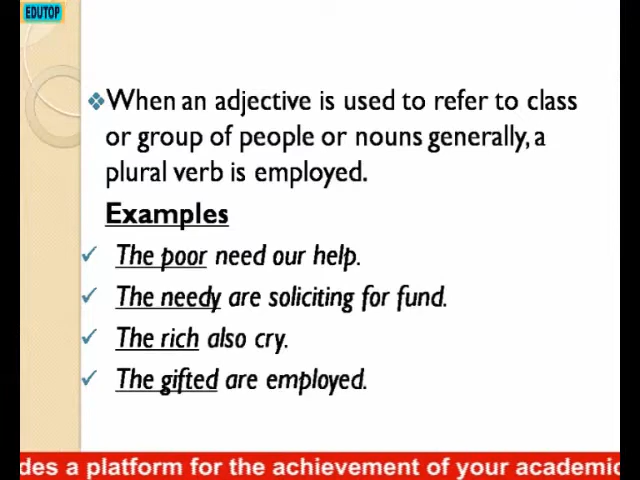 EDUTOP
When an adjective is used to refer to class
or group of people or nouns generally, a
plural verb is employed.
Examples
The poor need our help.
The needy are soliciting for fund.
The rich also cry.
The gifted are employed.
des a platform for the achievement of your academic